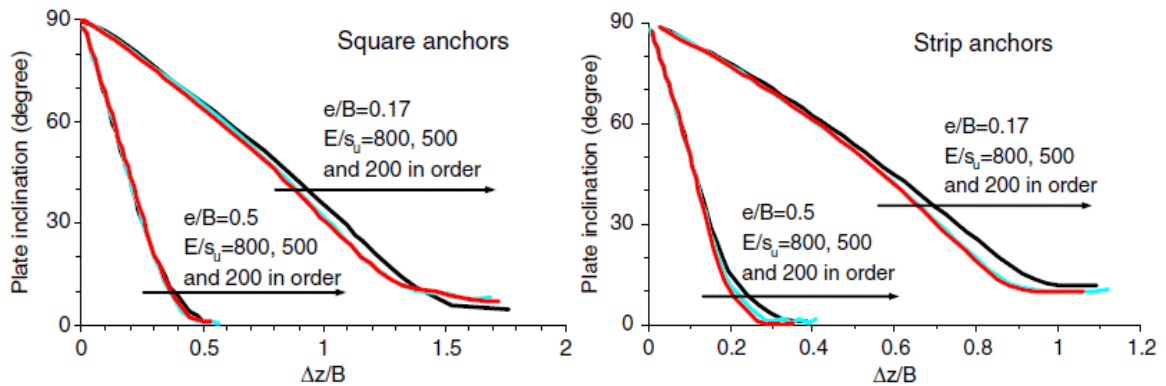 Square anchors
e/B=0.17
E/sᵤ=800, 500
and 200 in order
e/B=0.5
E/sᵤ=800, 500
and 200 in order
Plate inclination (degree)
90
60
30
0
0
0.5
1
1.5
2
Δz/B
Strip anchors
e/B=0.17
E/sᵤ=800, 500
and 200 in order
e/B=0.5
E/sᵤ=800, 500
and 200 in order
Plate inclination (degree)
90
60
30
0
0
0.2
0.4
0.6
0.8
1
1.2
Δz/B